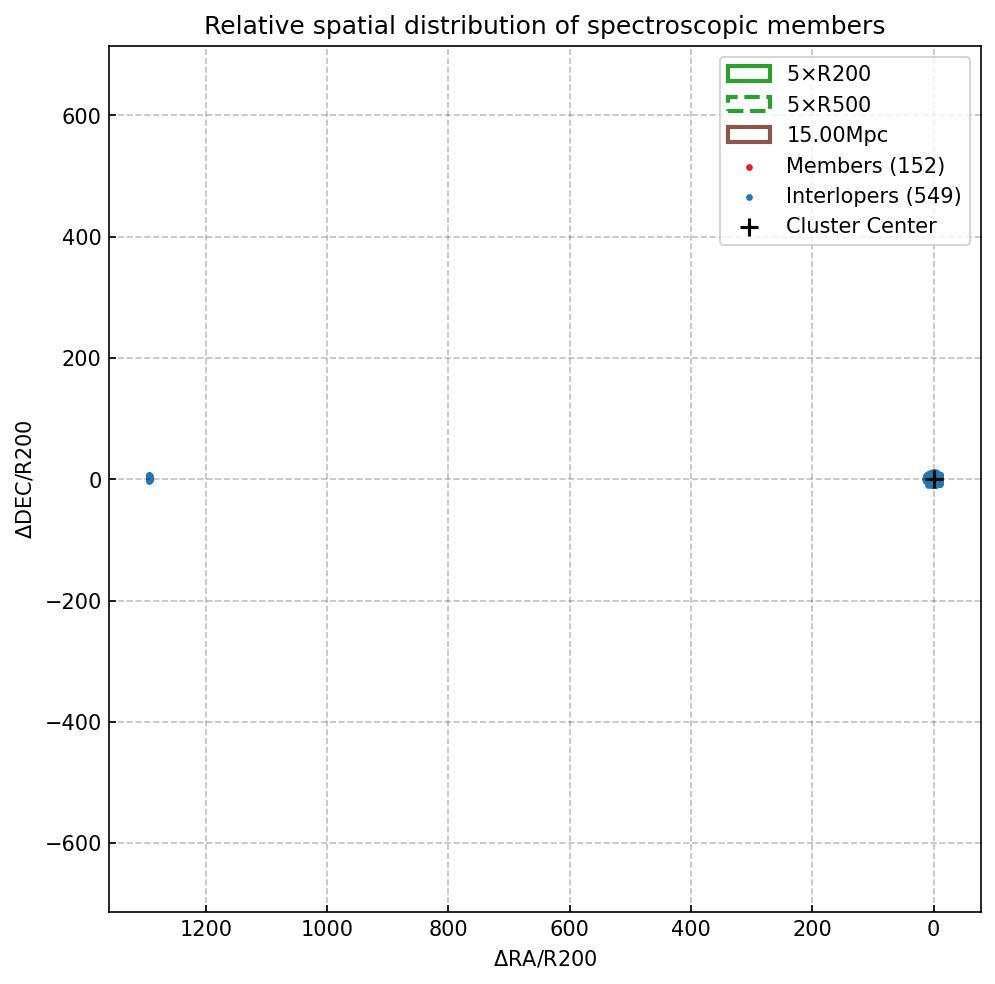 Relative spatial distribution of spectroscopic members
5×R200
5×R500
15.00Mpc
Members (152)
Interlopers (549)
Cluster Center
600
400
200
0
−200
−400
−600
ΔDEC/R200
1200 1000 800 600 400 200 0
ΔRA/R200